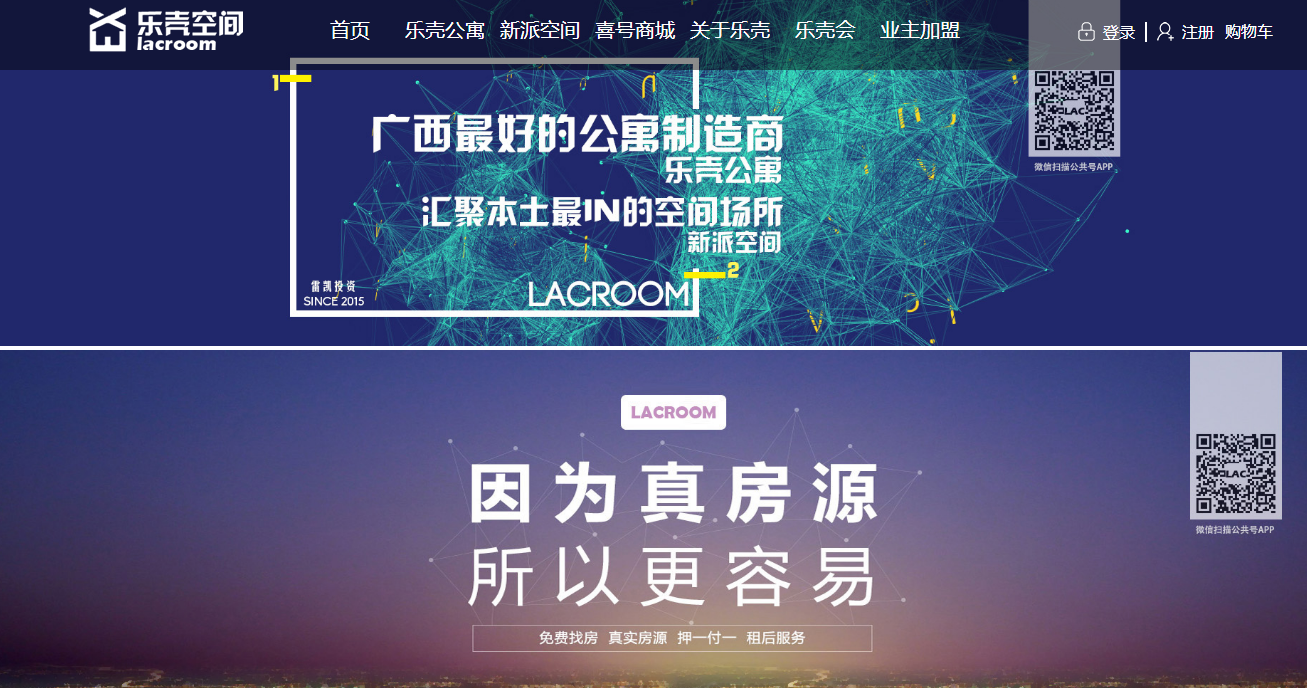 乐壳空间
lacroom
首页 乐壳公寓 新派空间 喜号商城 关于乐壳 乐壳会 业主加盟
登录 注册 购物车
1
广西最好的公寓制造商
乐壳公寓
汇聚本土最IN的空间场所
新派空间
2
雷凯投资
SINCE 2015
LACROOM
LAC
微信扫描公共号APP
LACROOM
因为真房源
所以更容易
免费找房 真实房源 押一付一 租后服务
LAC
微信扫描公共号APP